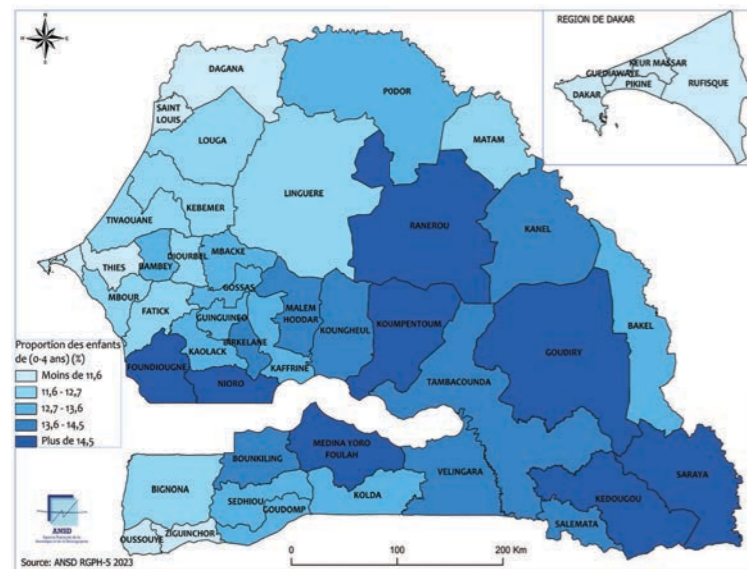 REGION DE DAKAR
KEUR MASSAR
GUEDIAWAYE
PIKINE
DAKAR
RUFISQUE
DAGANA
PODOR
SAINT
LOUIS
LOUGA
MATAM
LINGUERE
KEBEMER
RANEROU
KANEL
TIVAOUANE
DIOURBEL
MBACKE
THIES
BAMBEY
GOSSAS
MBOUR
FATICK
GUINGUINEO
MALEM
HODDAR
KOUNGHEUL
KOUMPENTOUM
GOUDIRY
BAKEL
BIRKELANE
KAOLACK
KAFFRINE
TAMBACOUNDA
FOUNDIOUGNE
NIORO
Proportion des enfants
de (0-4 ans) (%)
Moins de 11,6
11,6 - 12,7
12,7 - 13,6
13,6 - 14,5
Plus de 14,5
MEDINA YORO
FOULAH
BOUNKILING
VELINGARA
SARAYA
BIGNONA
SEDHIOU
KOLDA
KEDOUGOU
GOUDOMP
SALEMATA
OUSSOUYE
ZIGUINCHOR
ANSD
0 100 200 Km
Source: ANSD RGPH-5 2023